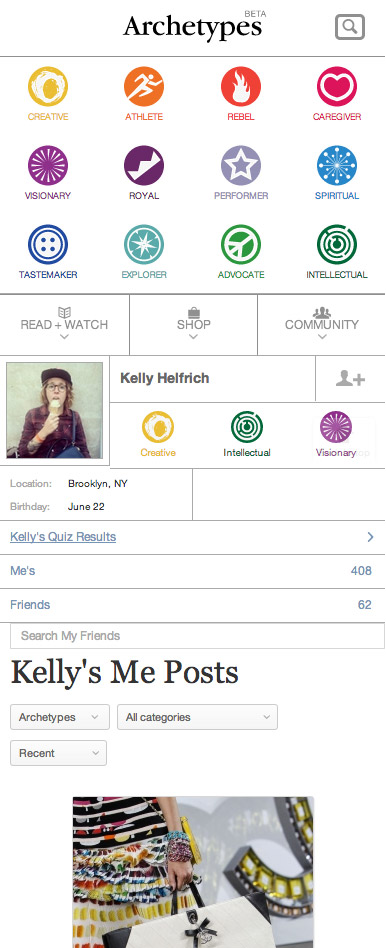 BETA
Archetypes
CREATIVE ATHLETE REBEL CAREGIVER
VISIONARY ROYAL PERFORMER SPIRITUAL
TASTEMAKER EXPLORER ADVOCATE INTELLECTUAL
READ + WATCH SHOP COMMUNITY
Kelly Helfrich
Creative Intellectual Visionary
Location: Brooklyn, NY
Birthday: June 22
Kelly's Quiz Results
Me's 408
Friends 62
Search My Friends
Kelly's Me Posts
Archetypes All categories
Recent